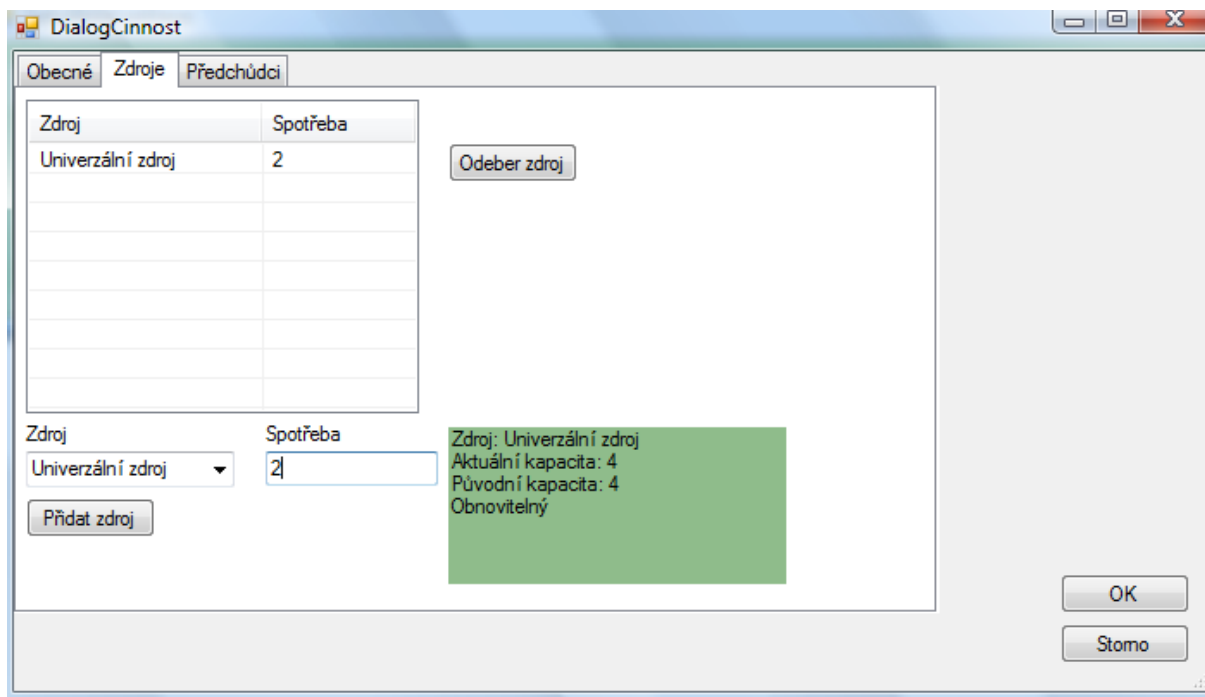 DialogCinnost
Obecné Zdroje Předchůdci
Zdroj Spotřeba
Univerzální zdroj 2
Odeber zdroj
Zdroj Spotřeba
Univerzální zdroj 2
Přidat zdroj
Zdroj: Univerzální zdroj
Aktuální kapacita: 4
Původní kapacita: 4
Obnovitelný
OK
Storno